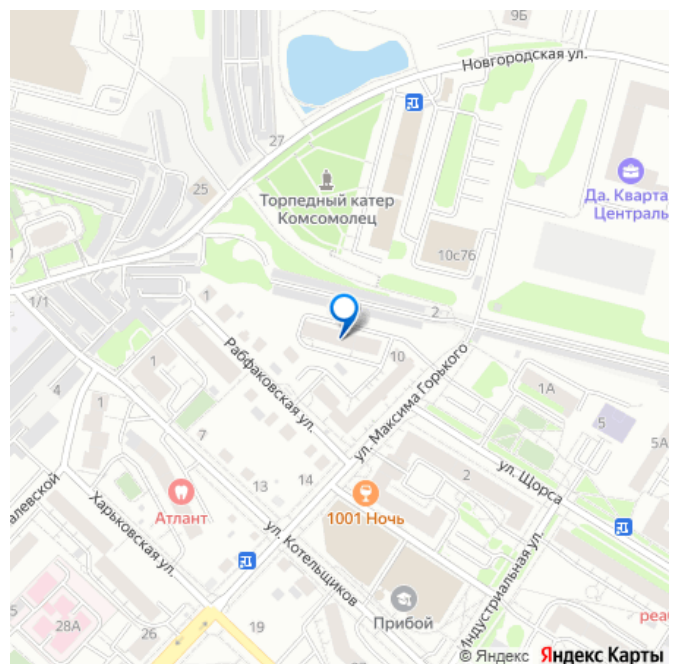 9Б
Новгородская ул.
27
25
Торпедный катер
Комсомолец
Да. Кварта
Централь
10с76
1
1/1
1
2
Рабфаковская ул.
10
ул. Максима Горького
1
4
1
7
1А
5
5А
2
ул. Щорса
13
14
Атлант
1001 Ночь
алевской
Харьковская ул.
ул. Котельщиков
Индустриальная ул.
Прибой
5
28А
26
19
реа
© Яндекс Яндекс Карты